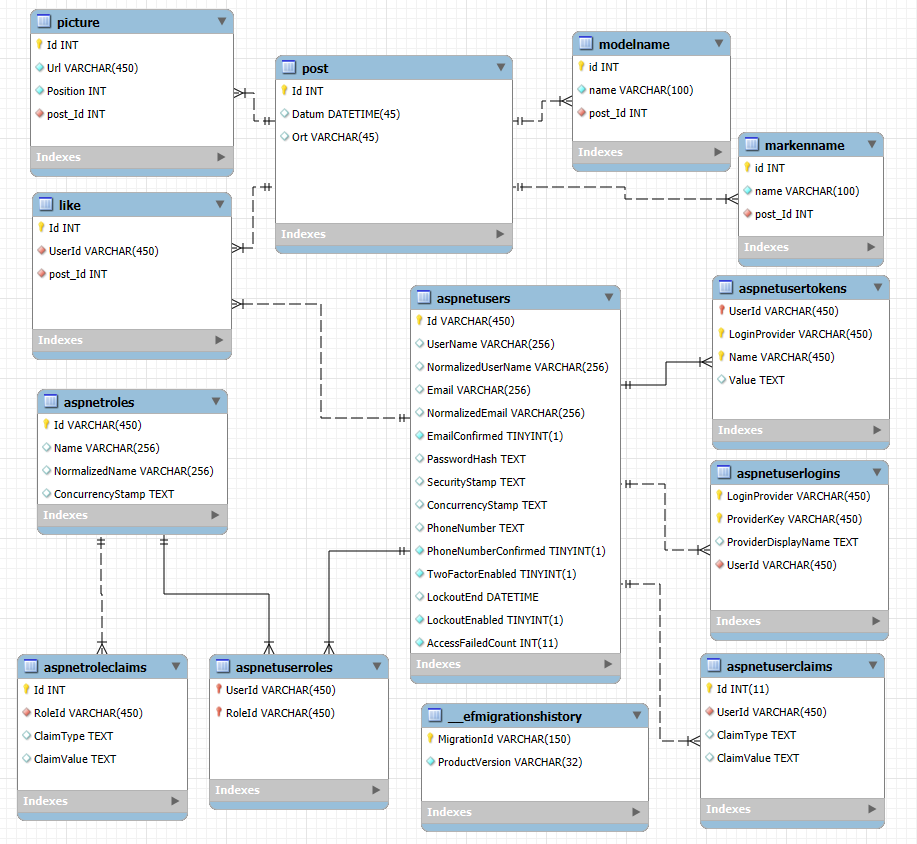 picture
Id INT
Url VARCHAR(450)
Position INT
post_Id INT
Indexes
post
Id INT
Datum DATETIME(45)
Ort VARCHAR(45)
Indexes
modelname
id INT
name VARCHAR(100)
post_Id INT
Indexes
markenname
id INT
name VARCHAR(100)
post_Id INT
Indexes
like
Id INT
UserId VARCHAR(450)
post_Id INT
Indexes
aspnetusers
Id VARCHAR(450)
UserName VARCHAR(256)
NormalizedUserName VARCHAR(256)
Email VARCHAR(256)
NormalizedEmail VARCHAR(256)
EmailConfirmed TINYINT(1)
PasswordHash TEXT
SecurityStamp TEXT
ConcurrencyStamp TEXT
PhoneNumber TEXT
PhoneNumberConfirmed TINYINT(1)
TwoFactorEnabled TINYINT(1)
LockoutEnd DATETIME
LockoutEnabled TINYINT(1)
AccessFailedCount INT(11)
Indexes
aspnetusertokens
UserId VARCHAR(450)
LoginProvider VARCHAR(450)
Name VARCHAR(450)
Value TEXT
Indexes
aspnetroles
Id VARCHAR(450)
Name VARCHAR(256)
NormalizedName VARCHAR(256)
ConcurrencyStamp TEXT
Indexes
aspnetuserlogins
LoginProvider VARCHAR(450)
ProviderKey VARCHAR(450)
ProviderDisplayName TEXT
UserId VARCHAR(450)
Indexes
aspnetroleclaims
Id INT
RoleId VARCHAR(450)
ClaimType TEXT
ClaimValue TEXT
Indexes
aspnetuserroles
UserId VARCHAR(450)
RoleId VARCHAR(450)
Indexes
__efmigrationshistory
MigrationId VARCHAR(150)
ProductVersion VARCHAR(32)
Indexes
aspnetuserclaims
Id INT(11)
UserId VARCHAR(450)
ClaimType TEXT
ClaimValue TEXT
Indexes